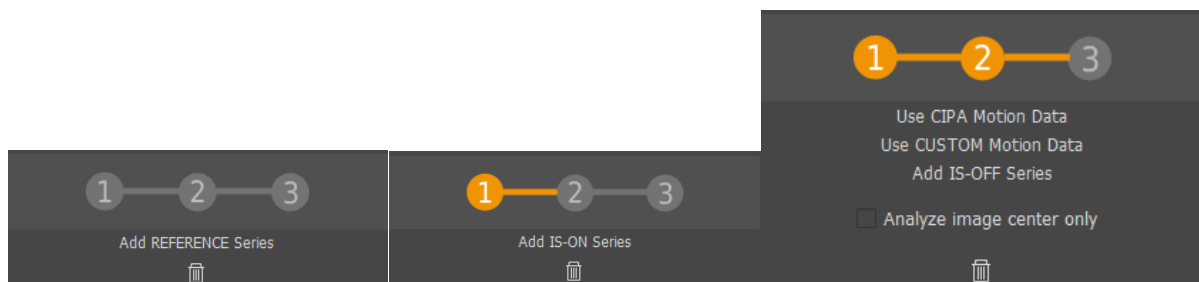 1 2 3
Add REFERENCE Series
1 2 3
Add IS-ON Series
1 2 3
Use CIPA Motion Data
Use CUSTOM Motion Data
Add IS-OFF Series
Analyze image center only